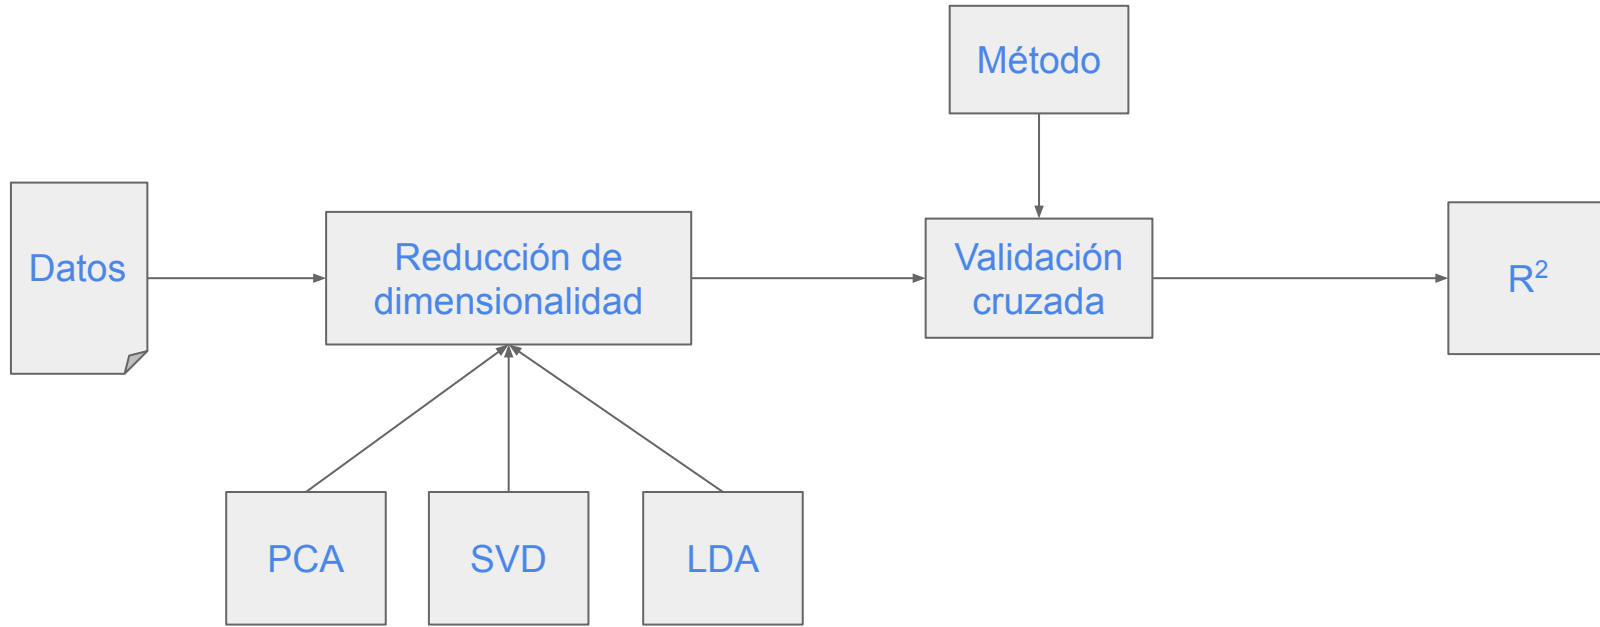 Método
Datos
Reducción de
dimensionalidad
Validación
cruzada
R²
PCA
SVD
LDA